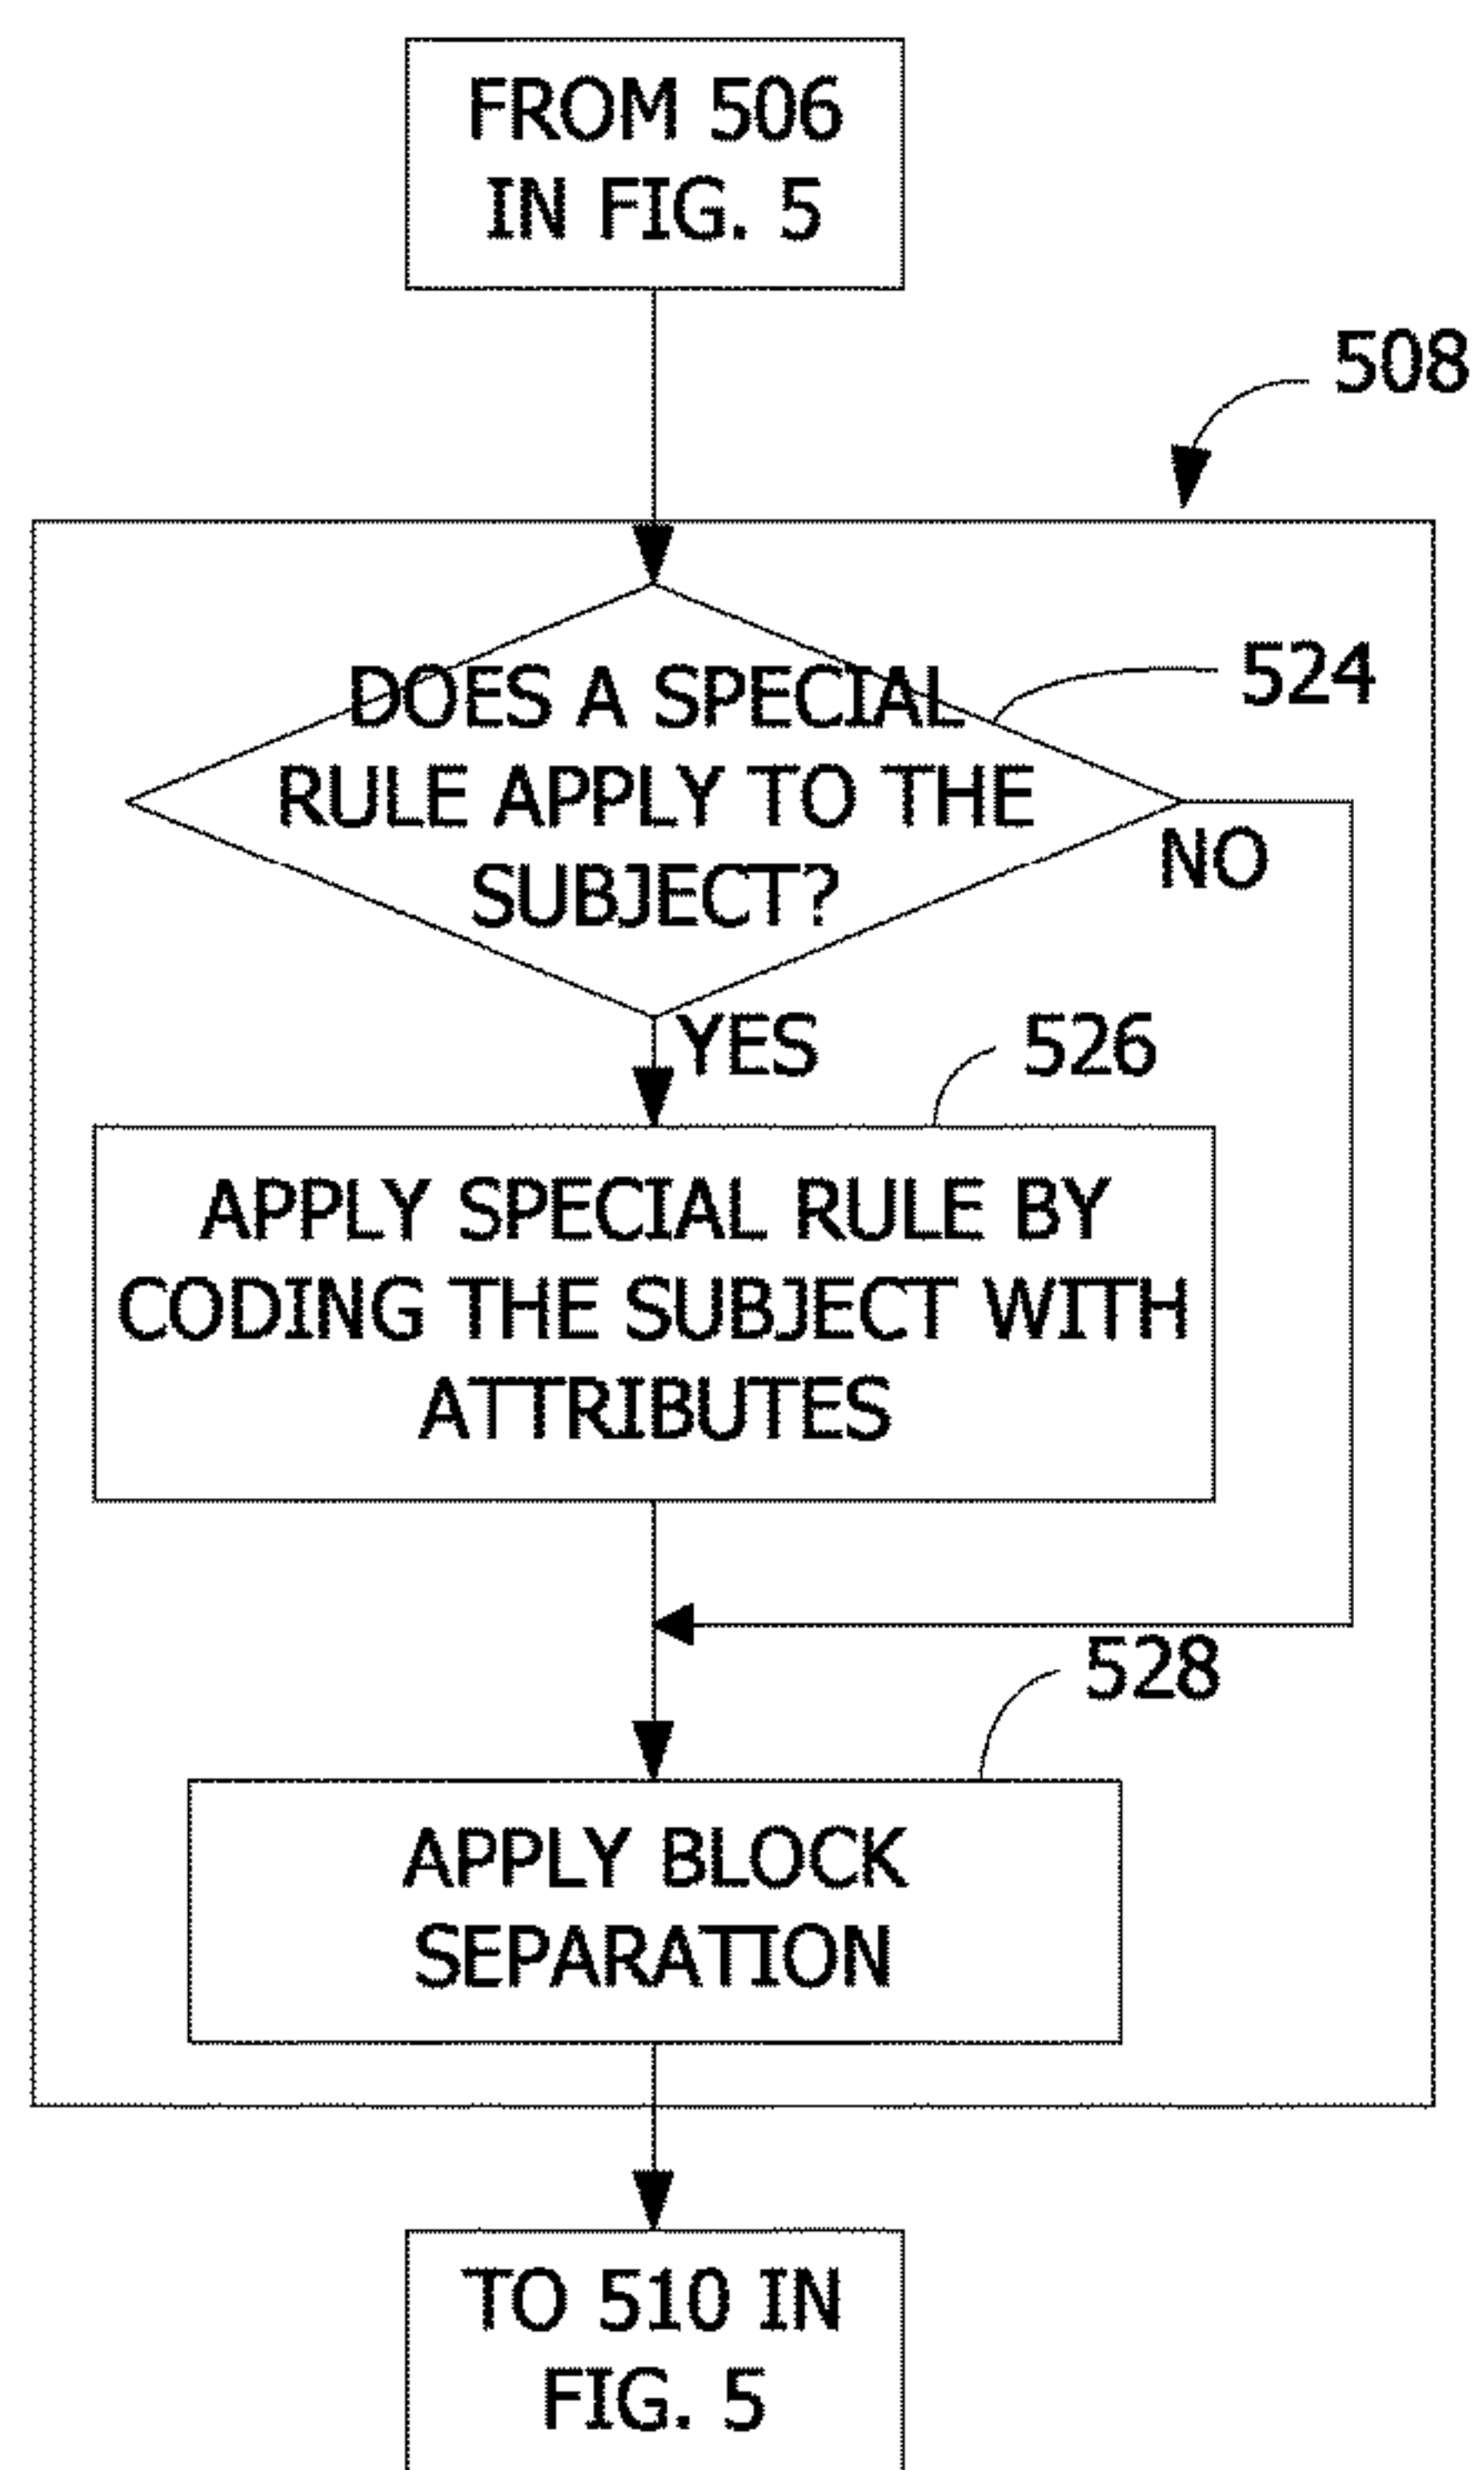 FROM 506
IN FIG. 5
508
DOES A SPECIAL
RULE APPLY TO THE
SUBJECT?
524
NO
YES
526
APPLY SPECIAL RULE BY
CODING THE SUBJECT WITH
ATTRIBUTES
528
APPLY BLOCK
SEPARATION
TO 510 IN
FIG. 5